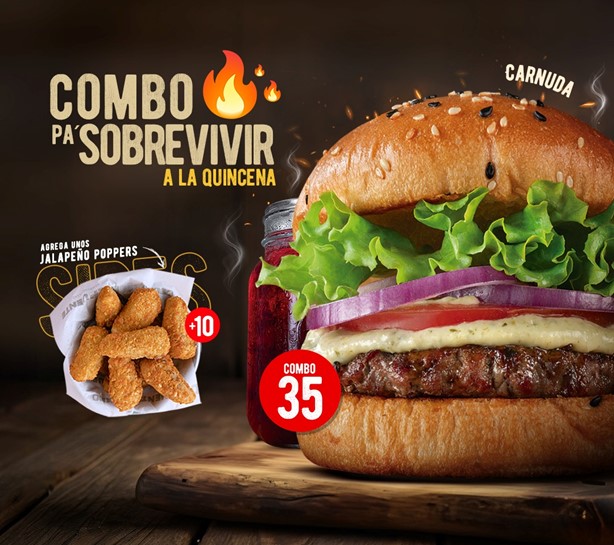 COMBO
PA´SOBREVIVIR
A LA QUINCENA
CARNUDA
AGREGA UNOS
JALAPEÑO POPPERS
SIDES
+10
COMBO
35